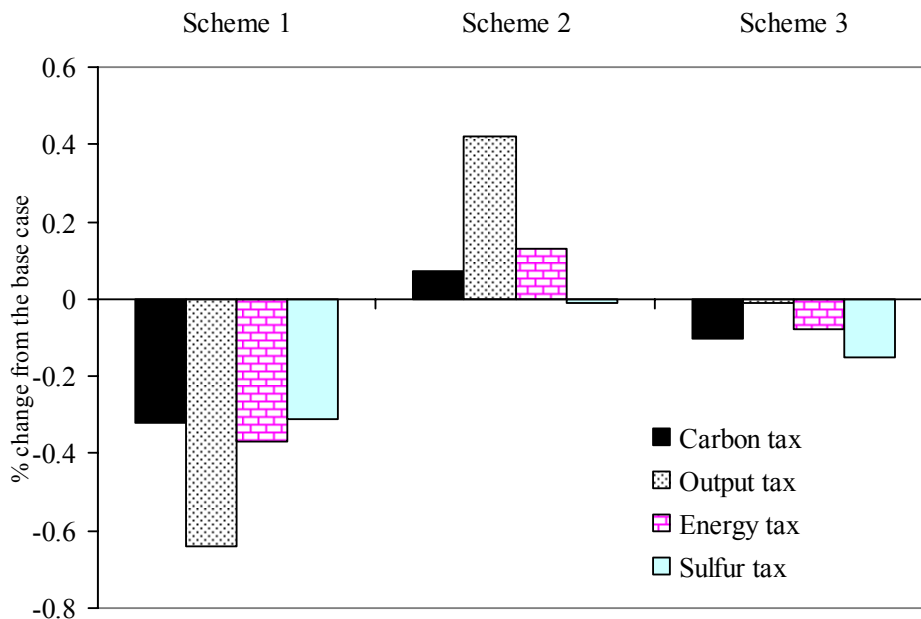 Scheme 1 Scheme 2 Scheme 3
% change from the base case
0.6
0.4
0.2
0
-0.2
-0.4
-0.6
-0.8
Carbon tax
Output tax
Energy tax
Sulfur tax